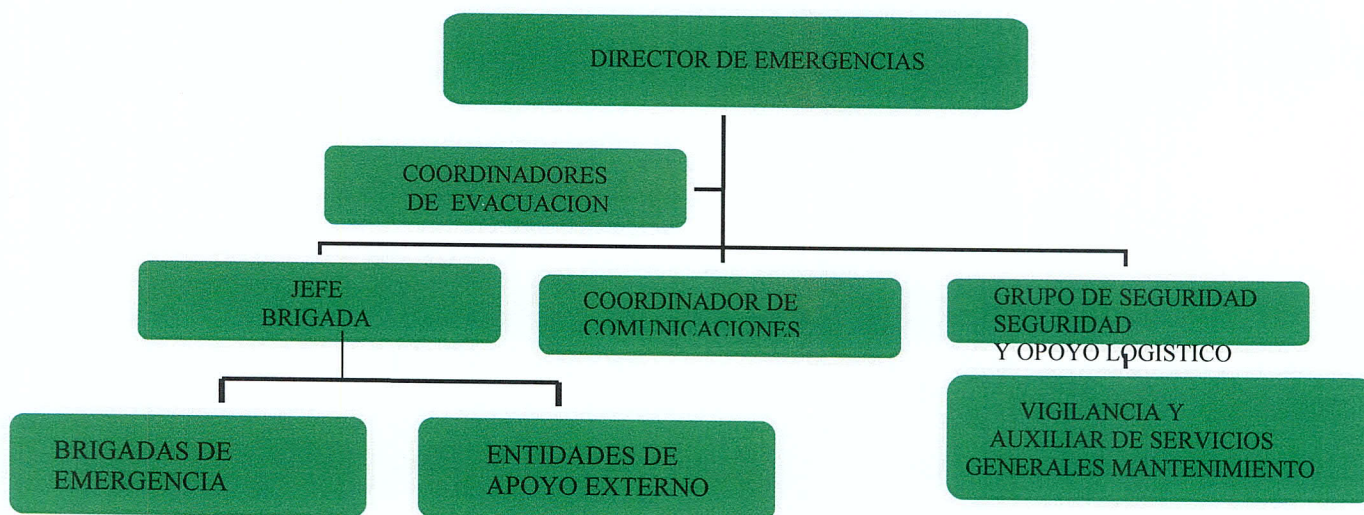 DIRECTOR DE EMERGENCIAS
COORDINADORES
DE EVACUACION
JEFE
BRIGADA
COORDINADOR DE
COMUNICACIONES
GRUPO DE SEGURIDAD
SEGURIDAD
Y OPOYO LOGISTICO
BRIGADAS DE
EMERGENCIA
ENTIDADES DE
APOYO EXTERNO
VIGILANCIA Y
AUXILIAR DE SERVICIOS
GENERALES MANTENIMIENTO